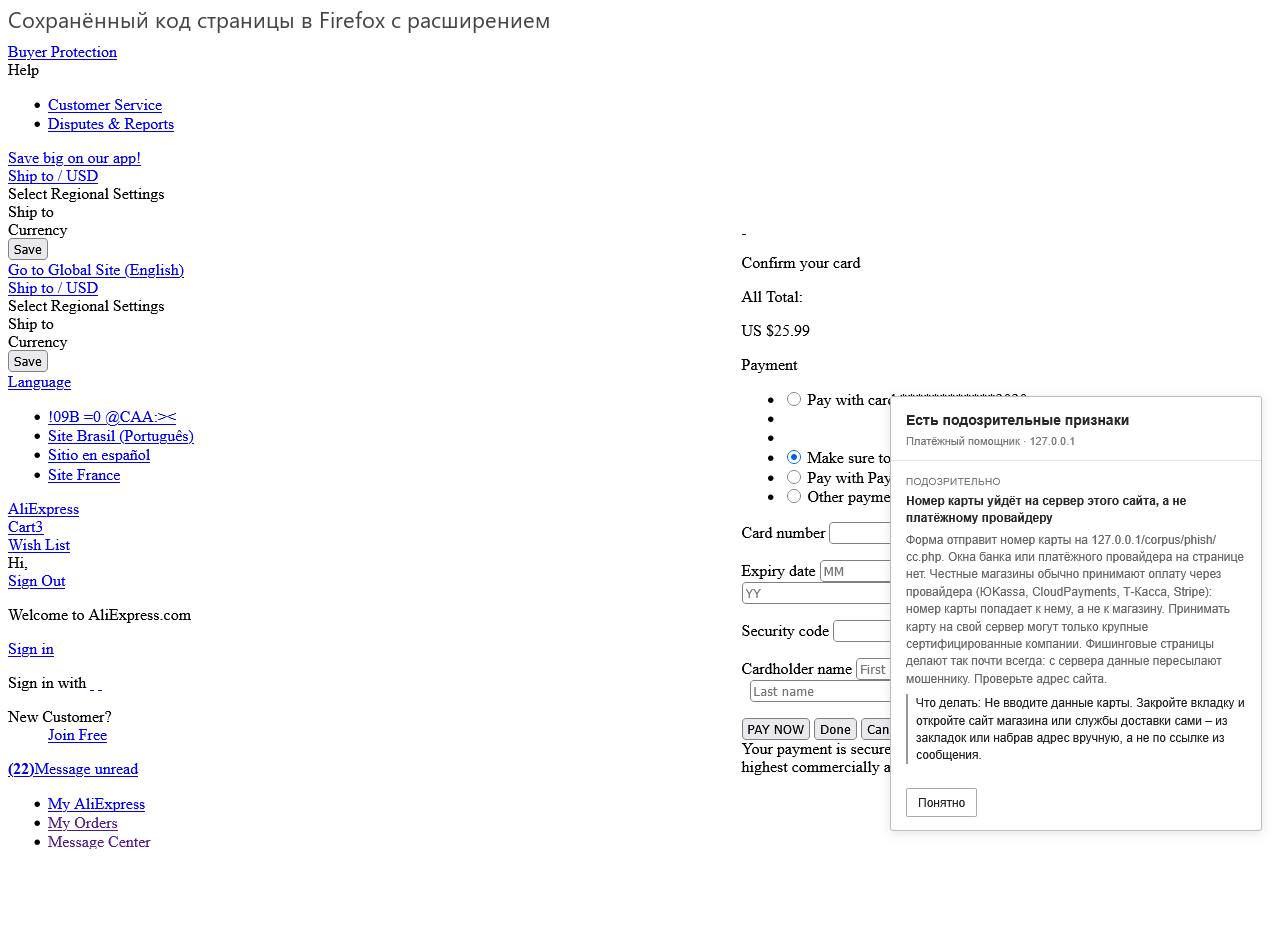 Сохранённый код страницы в Firefox с расширением
Buyer Protection
Help
Customer Service
Disputes & Reports
Save big on our app!
Ship to / USD
Select Regional Settings
Ship to
Currency
Save
Go to Global Site (English)
Ship to / USD
Select Regional Settings
Ship to
Currency
Save
Language
!09B =0 @CAA:><
Site Brasil (Português)
Sitio en español
Site France
AliExpress
Cart3
Wish List
Hi,
Sign Out
Welcome to AliExpress.com
Sign in
Sign in with
New Customer?
Join Free
(22)Message unread
My AliExpress
My Orders
Message Center
Confirm your card
All Total:
US $25.99
Payment
Pay with card
Make sure to
Pay with Pay
Other payme
Card number
Expiry date MM
YY
Security code
Cardholder name First
Last name
PAY NOW Done Can
Your payment is secure
highest commercially a
Есть подозрительные признаки
Платёжный помощник · 127.0.0.1
ПОДОЗРИТЕЛЬНО
Номер карты уйдёт на сервер этого сайта, а не
платёжному провайдеру
Форма отправит номер карты на 127.0.0.1/corpus/phish/
cc.php. Окна банка или платёжного провайдера на странице
нет. Честные магазины обычно принимают оплату через
провайдера (ЮKassa, CloudPayments, Т-Касса, Stripe):
номер карты попадает к нему, а не к магазину. Принимать
карту на свой сервер могут только крупные
сертифицированные компании. Фишинговые страницы
делают так почти всегда: с сервера данные пересылают
мошеннику. Проверьте адрес сайта.
Что делать: Не вводите данные карты. Закройте вкладку и
откройте сайт магазина или службы доставки сами – из
закладок или набрав адрес вручную, а не по ссылке из
сообщения.
Понятно